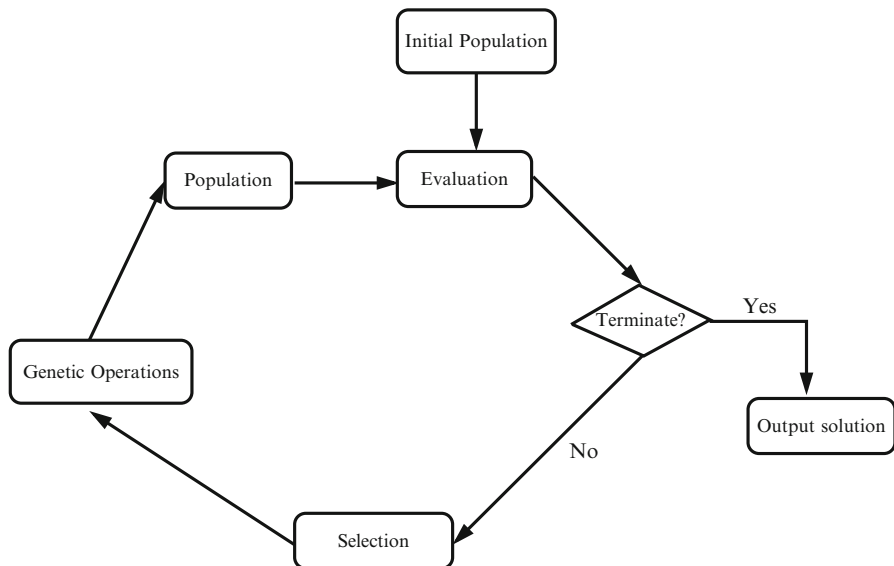 Initial Population
Population
Evaluation
Terminate?
Yes
Genetic Operations
Output solution
No
Selection